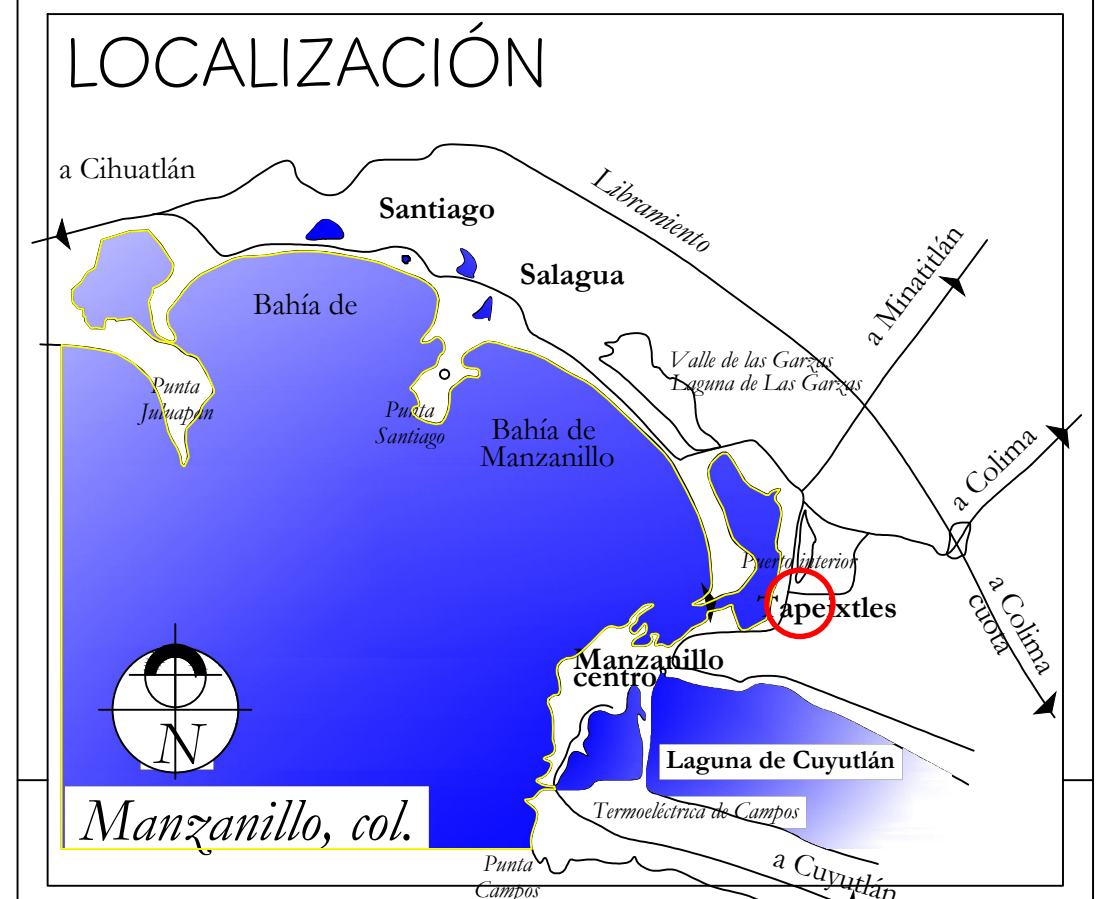 LOCALIZACIÓN
a Cihuatlán
Santiago
Libramiento
Salagua
a Minatitlán
Bahía de
Valle de las Garzas
Laguna de Las Garzas
Punta
Juluapan
Punta
Santiago
Bahía de
Manzanillo
a Colima
Puerto interior
Tapeixtles
a Colima
cuota
Manzanillo
centro
N
Laguna de Cuyutlán
Manzanillo, col.
Termoeléctrica de Campos
Punta
Campos
a Cuyutlán